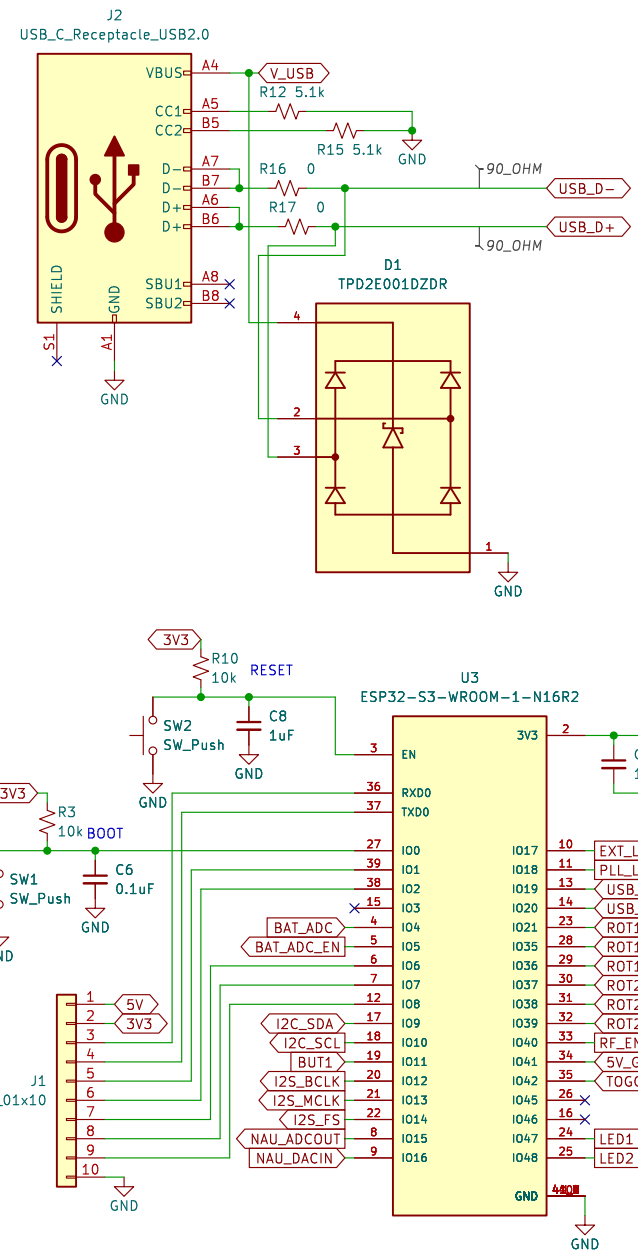 J2
USB_C_Receptacle_USB2.0
VBUS A4 V_USB
R12 5.1k
CC1 A5
CC2 B5
R15 5.1k
GND
D- A7
R16 0
90_OHM
D- B7
USB_D-
D+ A6
R17 0
D+ B6
USB_D+
90_OHM
D1
TPD2E001DZDR
SBU1 A8
SBU2 B8
SHIELD
GND
S1
A1
GND
4
2
3
1
GND
3V3
R10
10k
RESET
U3
ESP32-S3-WROOM-1-N16R2
SW2
SW_Push
C8
1uF
GND
GND
3V3
R3
10k
BOOT
SW1
SW_Push
C6
0.1uF
GND
ND
3V3 2
3 EN
36 RXD0
37 TXD0
27 IO0
39 IO1
38 IO2
15 IO3
BAT_ADC 4 IO4
BAT_ADC_EN 5 IO5
6 IO6
7 IO7
12 IO8
I2C_SDA 17 IO9
I2C_SCL 18 IO10
BUT1 19 IO11
I2S_BCLK 20 IO12
I2S_MCLK 21 IO13
I2S_FS 22 IO14
NAU_ADCOUT 8 IO15
NAU_DACIN 9 IO16
IO17 10 EXT_L
IO18 11 PLL_L
IO19 13 USB_
IO20 14 USB_
IO21 23 ROT1
IO35 28 ROT1
IO36 29 ROT1
IO37 30 ROT2
IO38 31 ROT2
IO39 32 ROT2
IO40 33 RF_EN
IO41 34 5V_G
IO42 35 TOGG
IO45 26
IO46 16
IO47 24 LED1
IO48 25 LED2
GND
GND
J1
_01x10
1 5V
2 3V3
3
4
5
6
7
8
9
10
GND